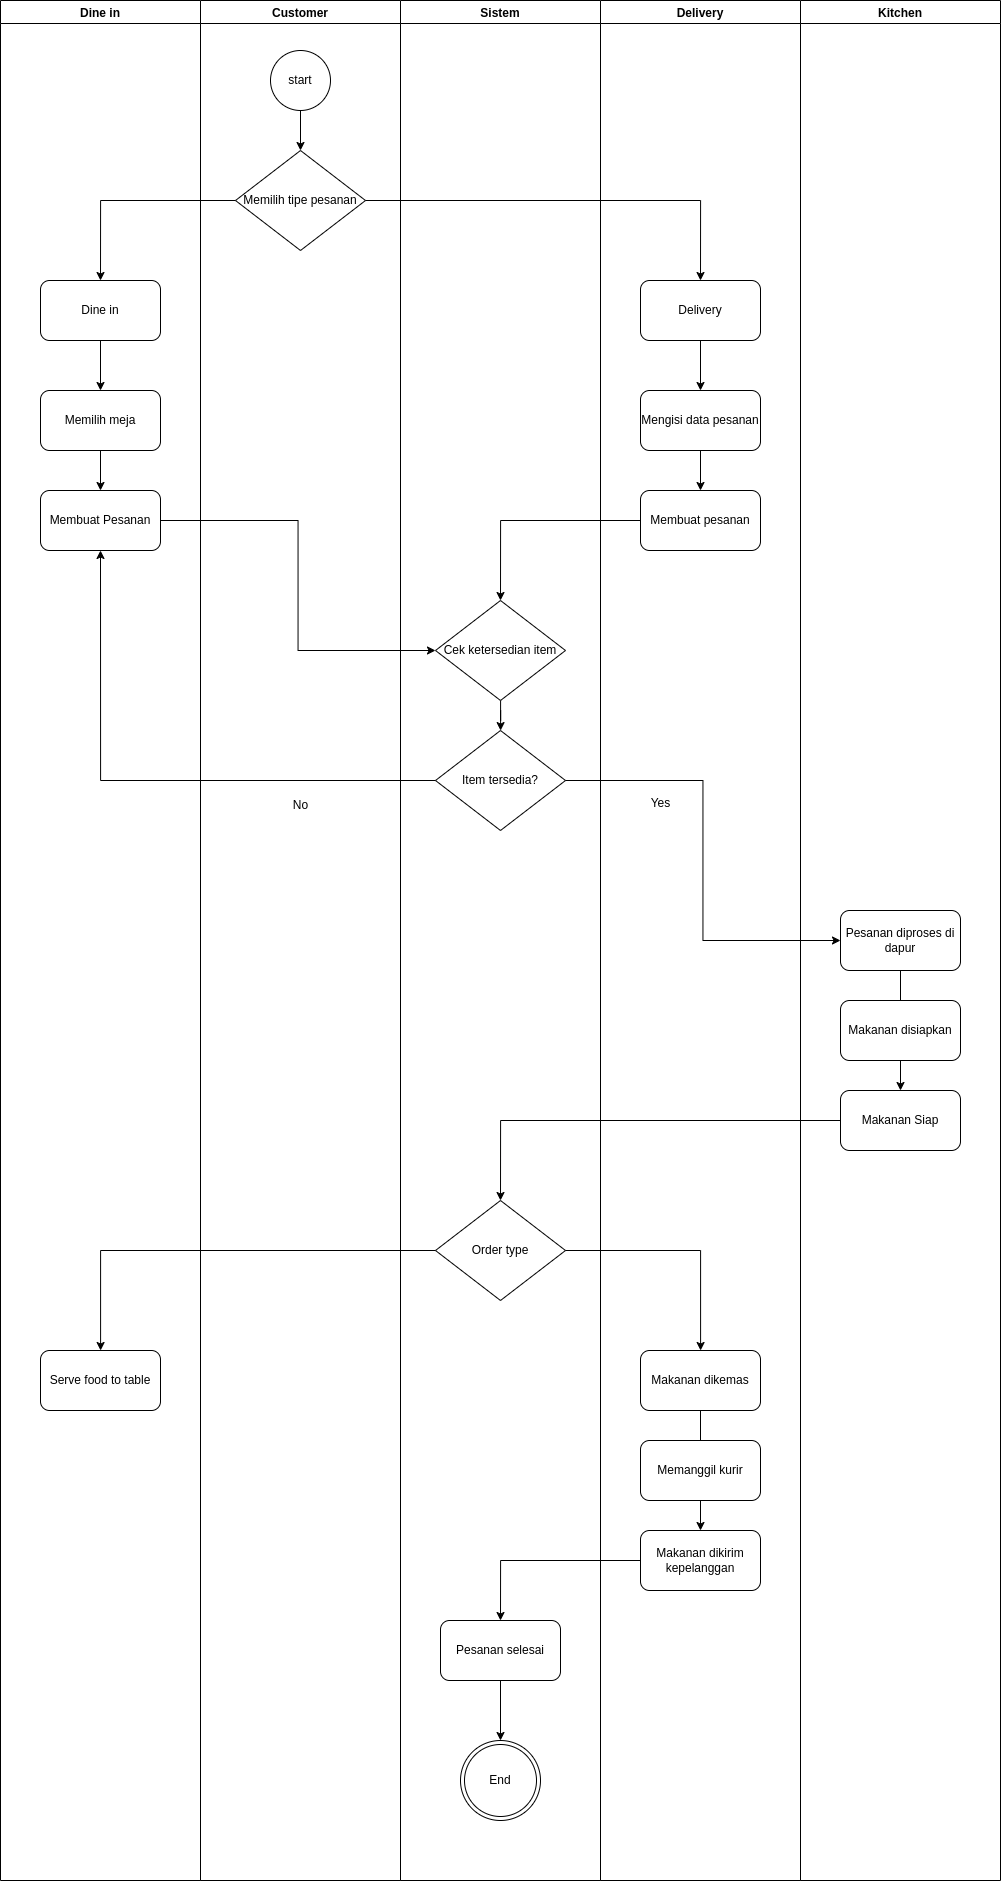 Dine in
Customer
Sistem
Delivery
Kitchen
start
Memilih tipe pesanan
Dine in
Delivery
Memilih meja
Mengisi data pesanan
Membuat Pesanan
Membuat pesanan
Cek ketersedian item
Item tersedia?
No
Yes
Pesanan diproses di
dapur
Makanan disiapkan
Makanan Siap
Order type
Serve food to table
Makanan dikemas
Memanggil kurir
Makanan dikirim
kepelanggan
Pesanan selesai
End